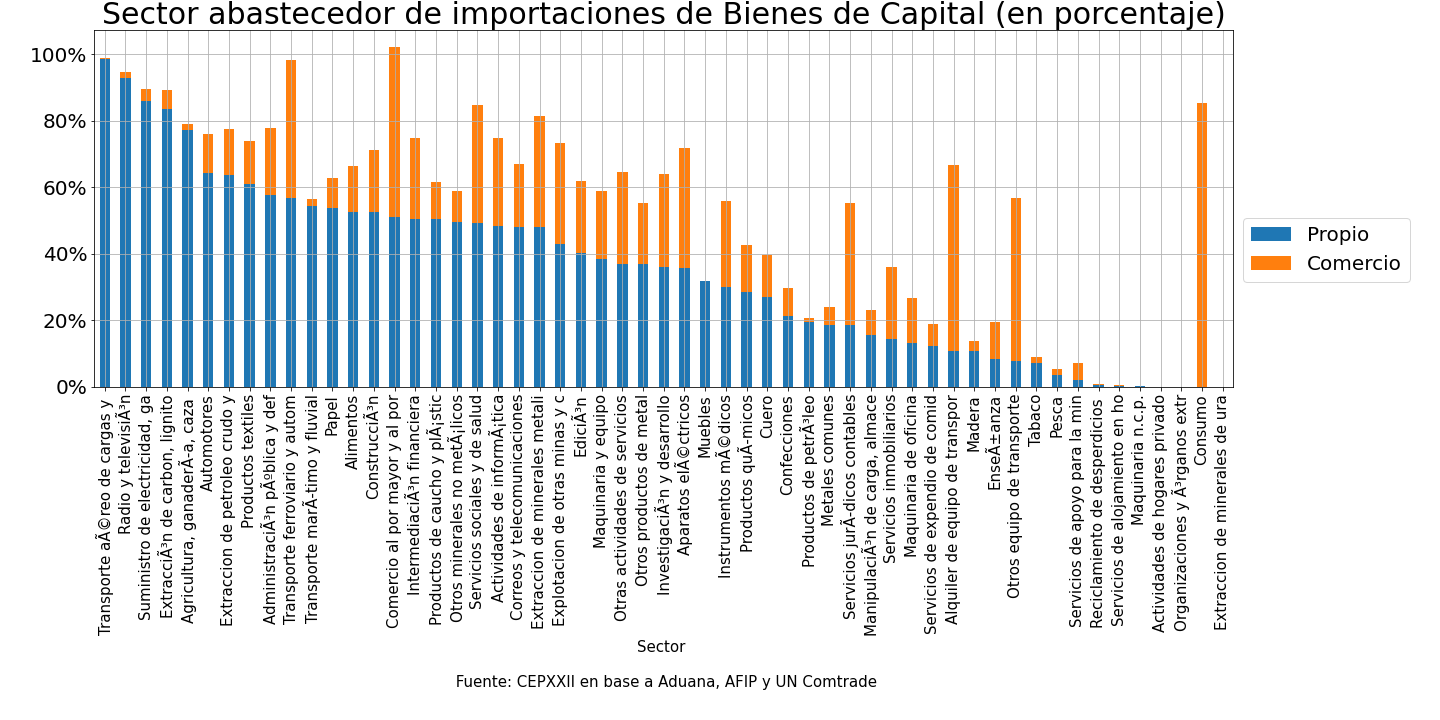 Sector abastecedor de importaciones de Bienes de Capital (en porcentaje)
100%
80%
60%
40%
20%
0%
Propio
Comercio
Transporte aÃ©reo de cargas y
Radio y televisiÃ³n
Suministro de electricidad, ga
ExtracciÃ³n de carbon, lignito
Agricultura, ganaderÃ-a, caza
Automotores
Extraccion de petroleo crudo y
Productos textiles
AdministraciÃ³n pÃºblica y def
Transporte ferroviario y autom
Transporte marÃ-timo y fluvial
Papel
Alimentos
ConstrucciÃ³n
Comercio al por mayor y al por
IntermediaciÃ³n financiera
Productos de caucho y plÃ¡stic
Otros minerales no metÃ¡licos
Servicios sociales y de salud
Actividades de informÃ¡tica
Correos y telecomunicaciones
Extraccion de minerales metali
Explotacion de otras minas y c
EdiciÃ³n
Maquinaria y equipo
Otras actividades de servicios
Otros productos de metal
InvestigaciÃ³n y desarrollo
Aparatos elÃ©ctricos
Muebles
Instrumentos mÃ©dicos
Productos quÃ-micos
Cuero
Confecciones
Productos de petrÃ³leo
Metales comunes
Servicios jurÃ-dicos contables
ManipulaciÃ³n de carga, almace
Servicios inmobiliarios
Maquinaria de oficina
Servicios de expendio de comid
Alquiler de equipo de transpor
Madera
EnseÃ±anza
Otros equipo de transporte
Tabaco
Pesca
Servicios de apoyo para la min
Reciclamiento de desperdicios
Servicios de alojamiento en ho
Maquinaria n.c.p.
Actividades de hogares privado
Organizaciones y Ã³rganos extr
Consumo
Extraccion de minerales de ura
Sector
Fuente: CEPXXII en base a Aduana, AFIP y UN Comtrade